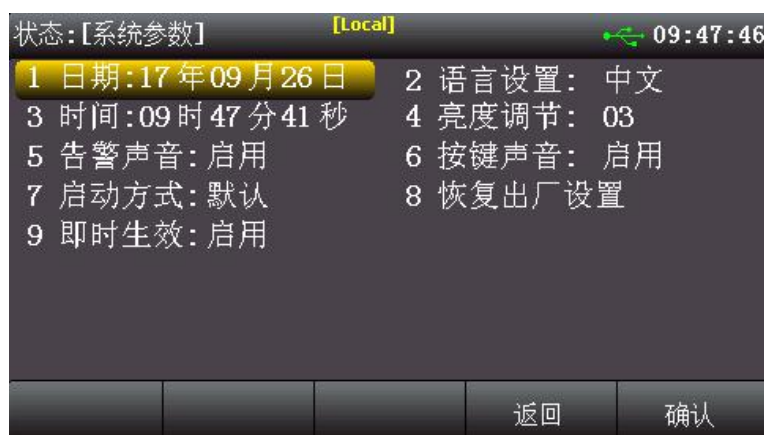 状态:[系统参数] [Local] 09:47:46
1 日期:17年09月26日 2 语言设置: 中文
3 时间:09时47分41秒 4 亮度调节: 03
5 告警声音:启用 6 按键声音: 启用
7 启动方式:默认 8 恢复出厂设置
9 即时生效:启用
返回 确认